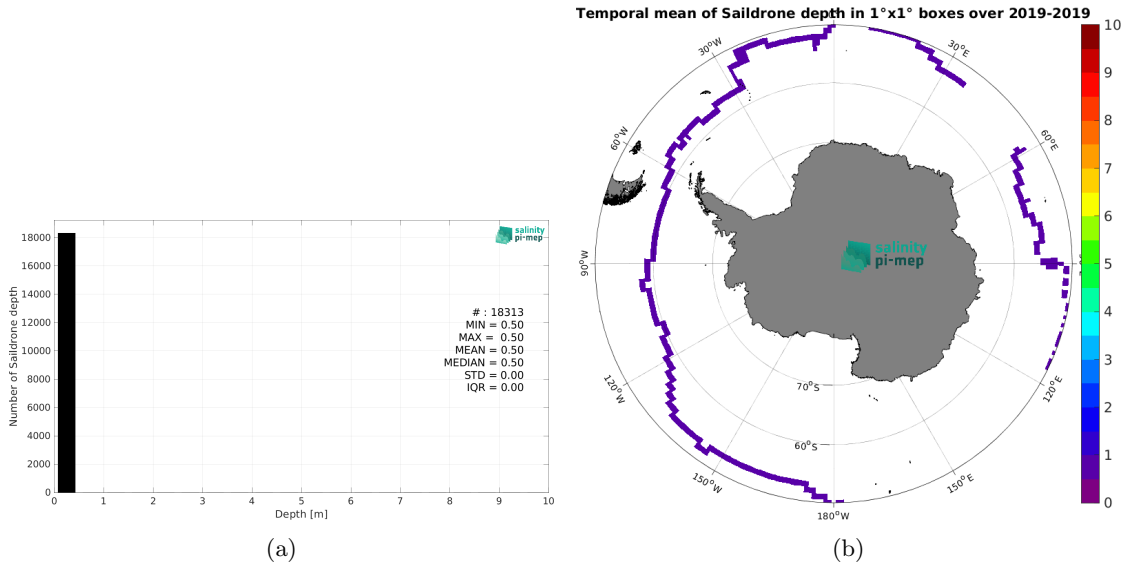 Number of Saildrone depth
18000
16000
14000
12000
10000
8000
6000
4000
2000
0
0 1 2 3 4 5 6 7 8 9 10
Depth [m]
salinity
pi-mep
# : 18313
MIN = 0.50
MAX = 0.50
MEAN = 0.50
MEDIAN = 0.50
STD = 0.00
IQR = 0.00
(a)
Temporal mean of Saildrone depth in 1°x1° boxes over 2019-2019
0°
30°W
30°E
60°W
60°E
90°W
120°W
120°E
150°W
150°E
180°W
70°S
60°S
salinity
pi-mep
10
9
8
7
6
5
4
3
2
1
0
(b)